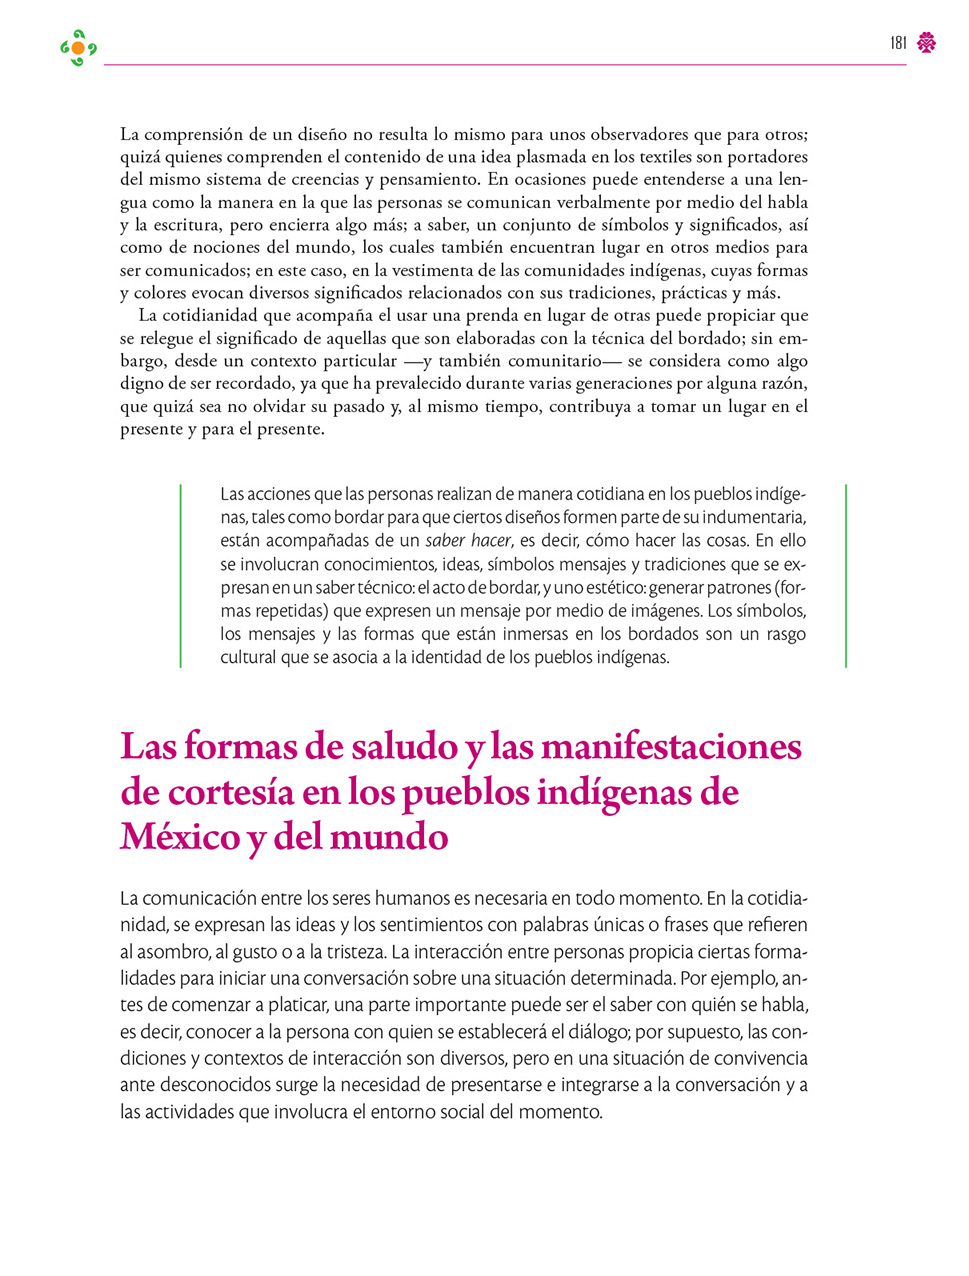 181
La comprensión de un diseño no resulta lo mismo para unos observadores que para otros;
quizá quienes comprenden el contenido de una idea plasmada en los textiles son portadores
del mismo sistema de creencias y pensamiento. En ocasiones puede entenderse a una len-
gua como la manera en la que las personas se comunican verbalmente por medio del habla
y la escritura, pero encierra algo más; a saber, un conjunto de símbolos y significados, así
como de nociones del mundo, los cuales también encuentran lugar en otros medios para
ser comunicados; en este caso, en la vestimenta de las comunidades indígenas, cuyas formas
y colores evocan diversos significados relacionados con sus tradiciones, prácticas y más.
La cotidianidad que acompaña el usar una prenda en lugar de otras puede propiciar que
se relegue el significado de aquellas que son elaboradas con la técnica del bordado; sin em-
bargo, desde un contexto particular —y también comunitario— se considera como algo
digno de ser recordado, ya que ha prevalecido durante varias generaciones por alguna razón,
que quizá sea no olvidar su pasado y, al mismo tiempo, contribuya a tomar un lugar en el
presente y para el presente.
Las acciones que las personas realizan de manera cotidiana en los pueblos indíge-
nas, tales como bordar para que ciertos diseños formen parte de su indumentaria,
están acompañadas de un saber hacer, es decir, cómo hacer las cosas. En ello
se involucran conocimientos, ideas, símbolos mensajes y tradiciones que se ex-
presan en un saber técnico: el acto de bordar, y uno estético: generar patrones (for-
mas repetidas) que expresen un mensaje por medio de imágenes. Los símbolos,
los mensajes y las formas que están inmersas en los bordados son un rasgo
cultural que se asocia a la identidad de los pueblos indígenas.
Las formas de saludo y las manifestaciones
de cortesía en los pueblos indígenas de
México y del mundo
La comunicación entre los seres humanos es necesaria en todo momento. En la cotidia-
nidad, se expresan las ideas y los sentimientos con palabras únicas o frases que refieren
al asombro, al gusto o a la tristeza. La interacción entre personas propicia ciertas forma-
lidades para iniciar una conversación sobre una situación determinada. Por ejemplo, an-
tes de comenzar a platicar, una parte importante puede ser el saber con quién se habla,
es decir, conocer a la persona con quien se establecerá el diálogo; por supuesto, las con-
diciones y contextos de interacción son diversos, pero en una situación de convivencia
ante desconocidos surge la necesidad de presentarse e integrarse a la conversación y a
las actividades que involucra el entorno social del momento.